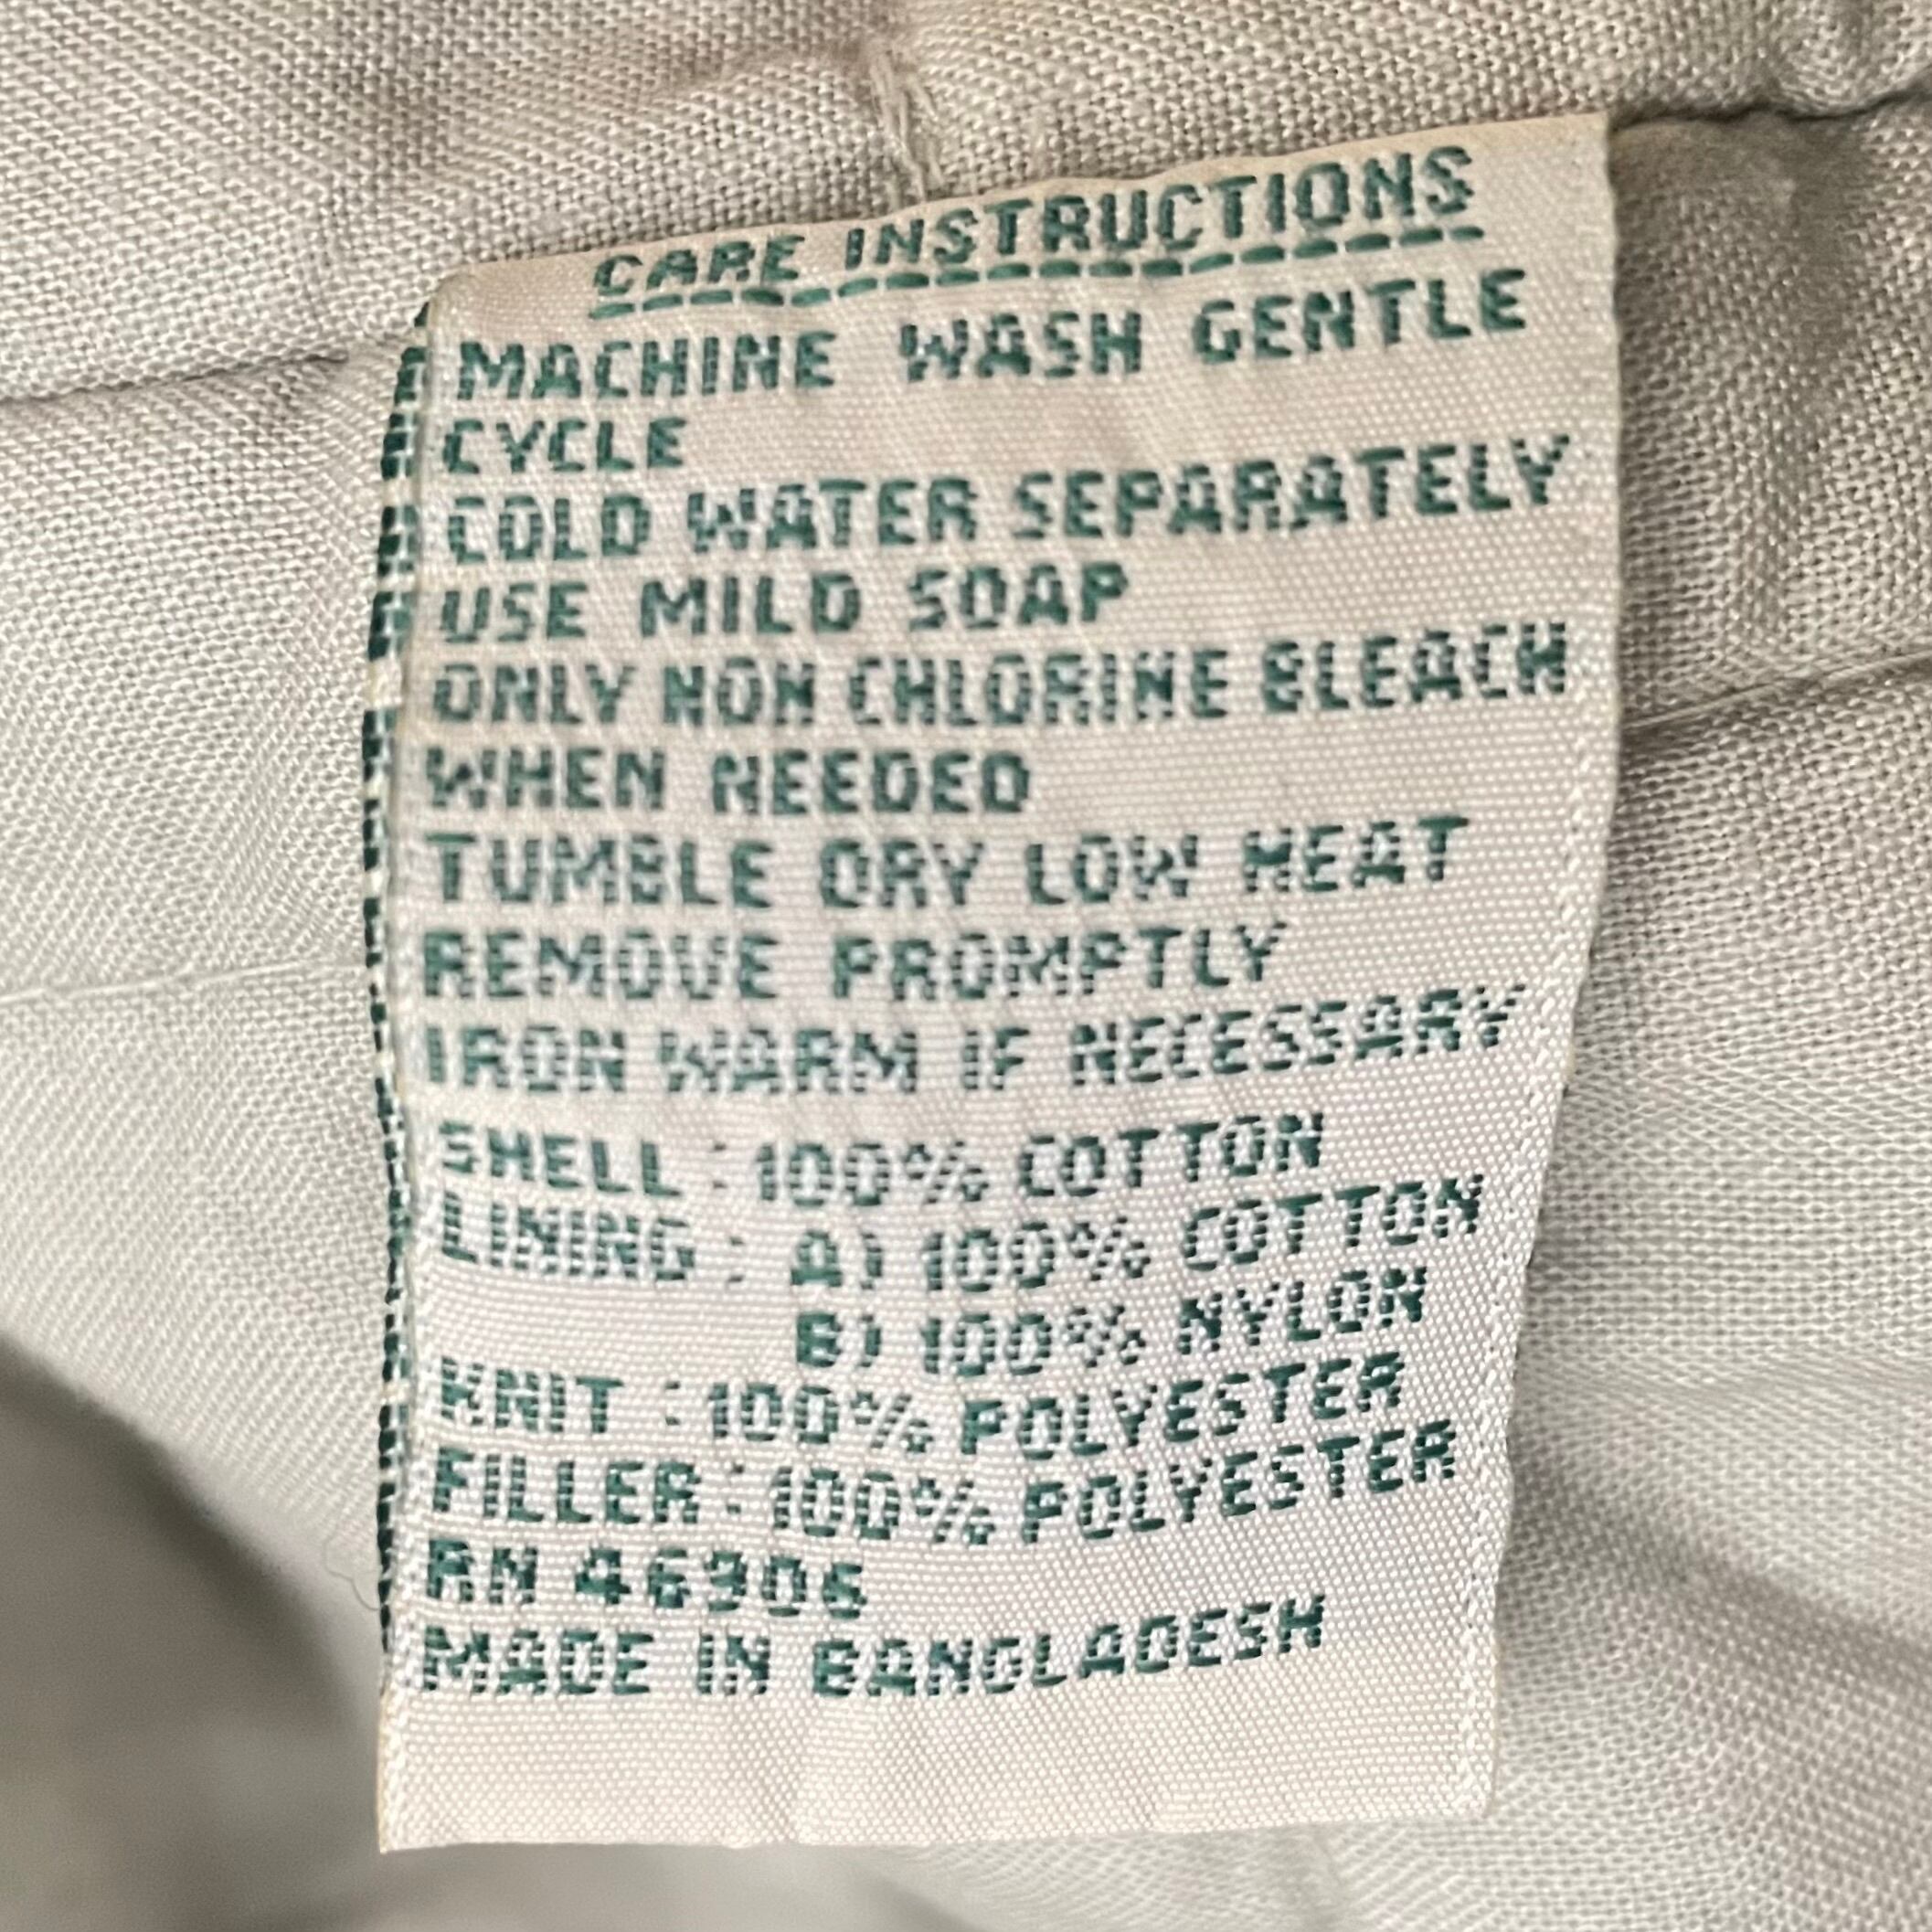 CARE INSTRUCTIONS
MACHINE WASH GENTLE
CYCLE
COLD WATER SEPARATELY
USE MILD SOAP
ONLY NON CHLORINE BLEACH
WHEN NEEDED
TUMBLE DRY LOW HEAT
REMOVE PROMPTLY
IRON WARM IF NECESSARY
SHELL : 100% COTTON
LINING : A) 100% COTTON
B) 100% NYLON
KNIT : 100% POLYESTER
FILLER : 100% POLYESTER
RN 46906
MADE IN BANGLADESH